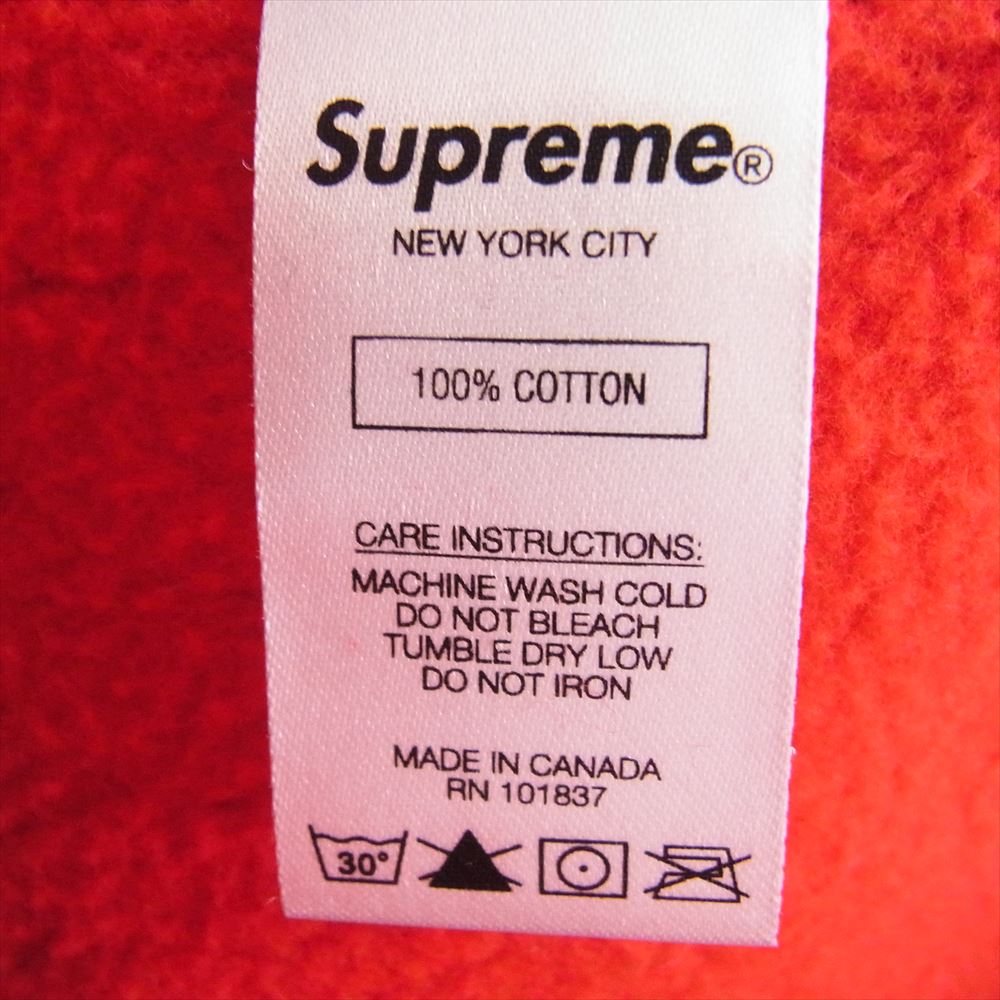 Supreme®
NEW YORK CITY
100% COTTON
CARE INSTRUCTIONS:
MACHINE WASH COLD
DO NOT BLEACH
TUMBLE DRY LOW
DO NOT IRON
MADE IN CANADA
RN 101837
30°